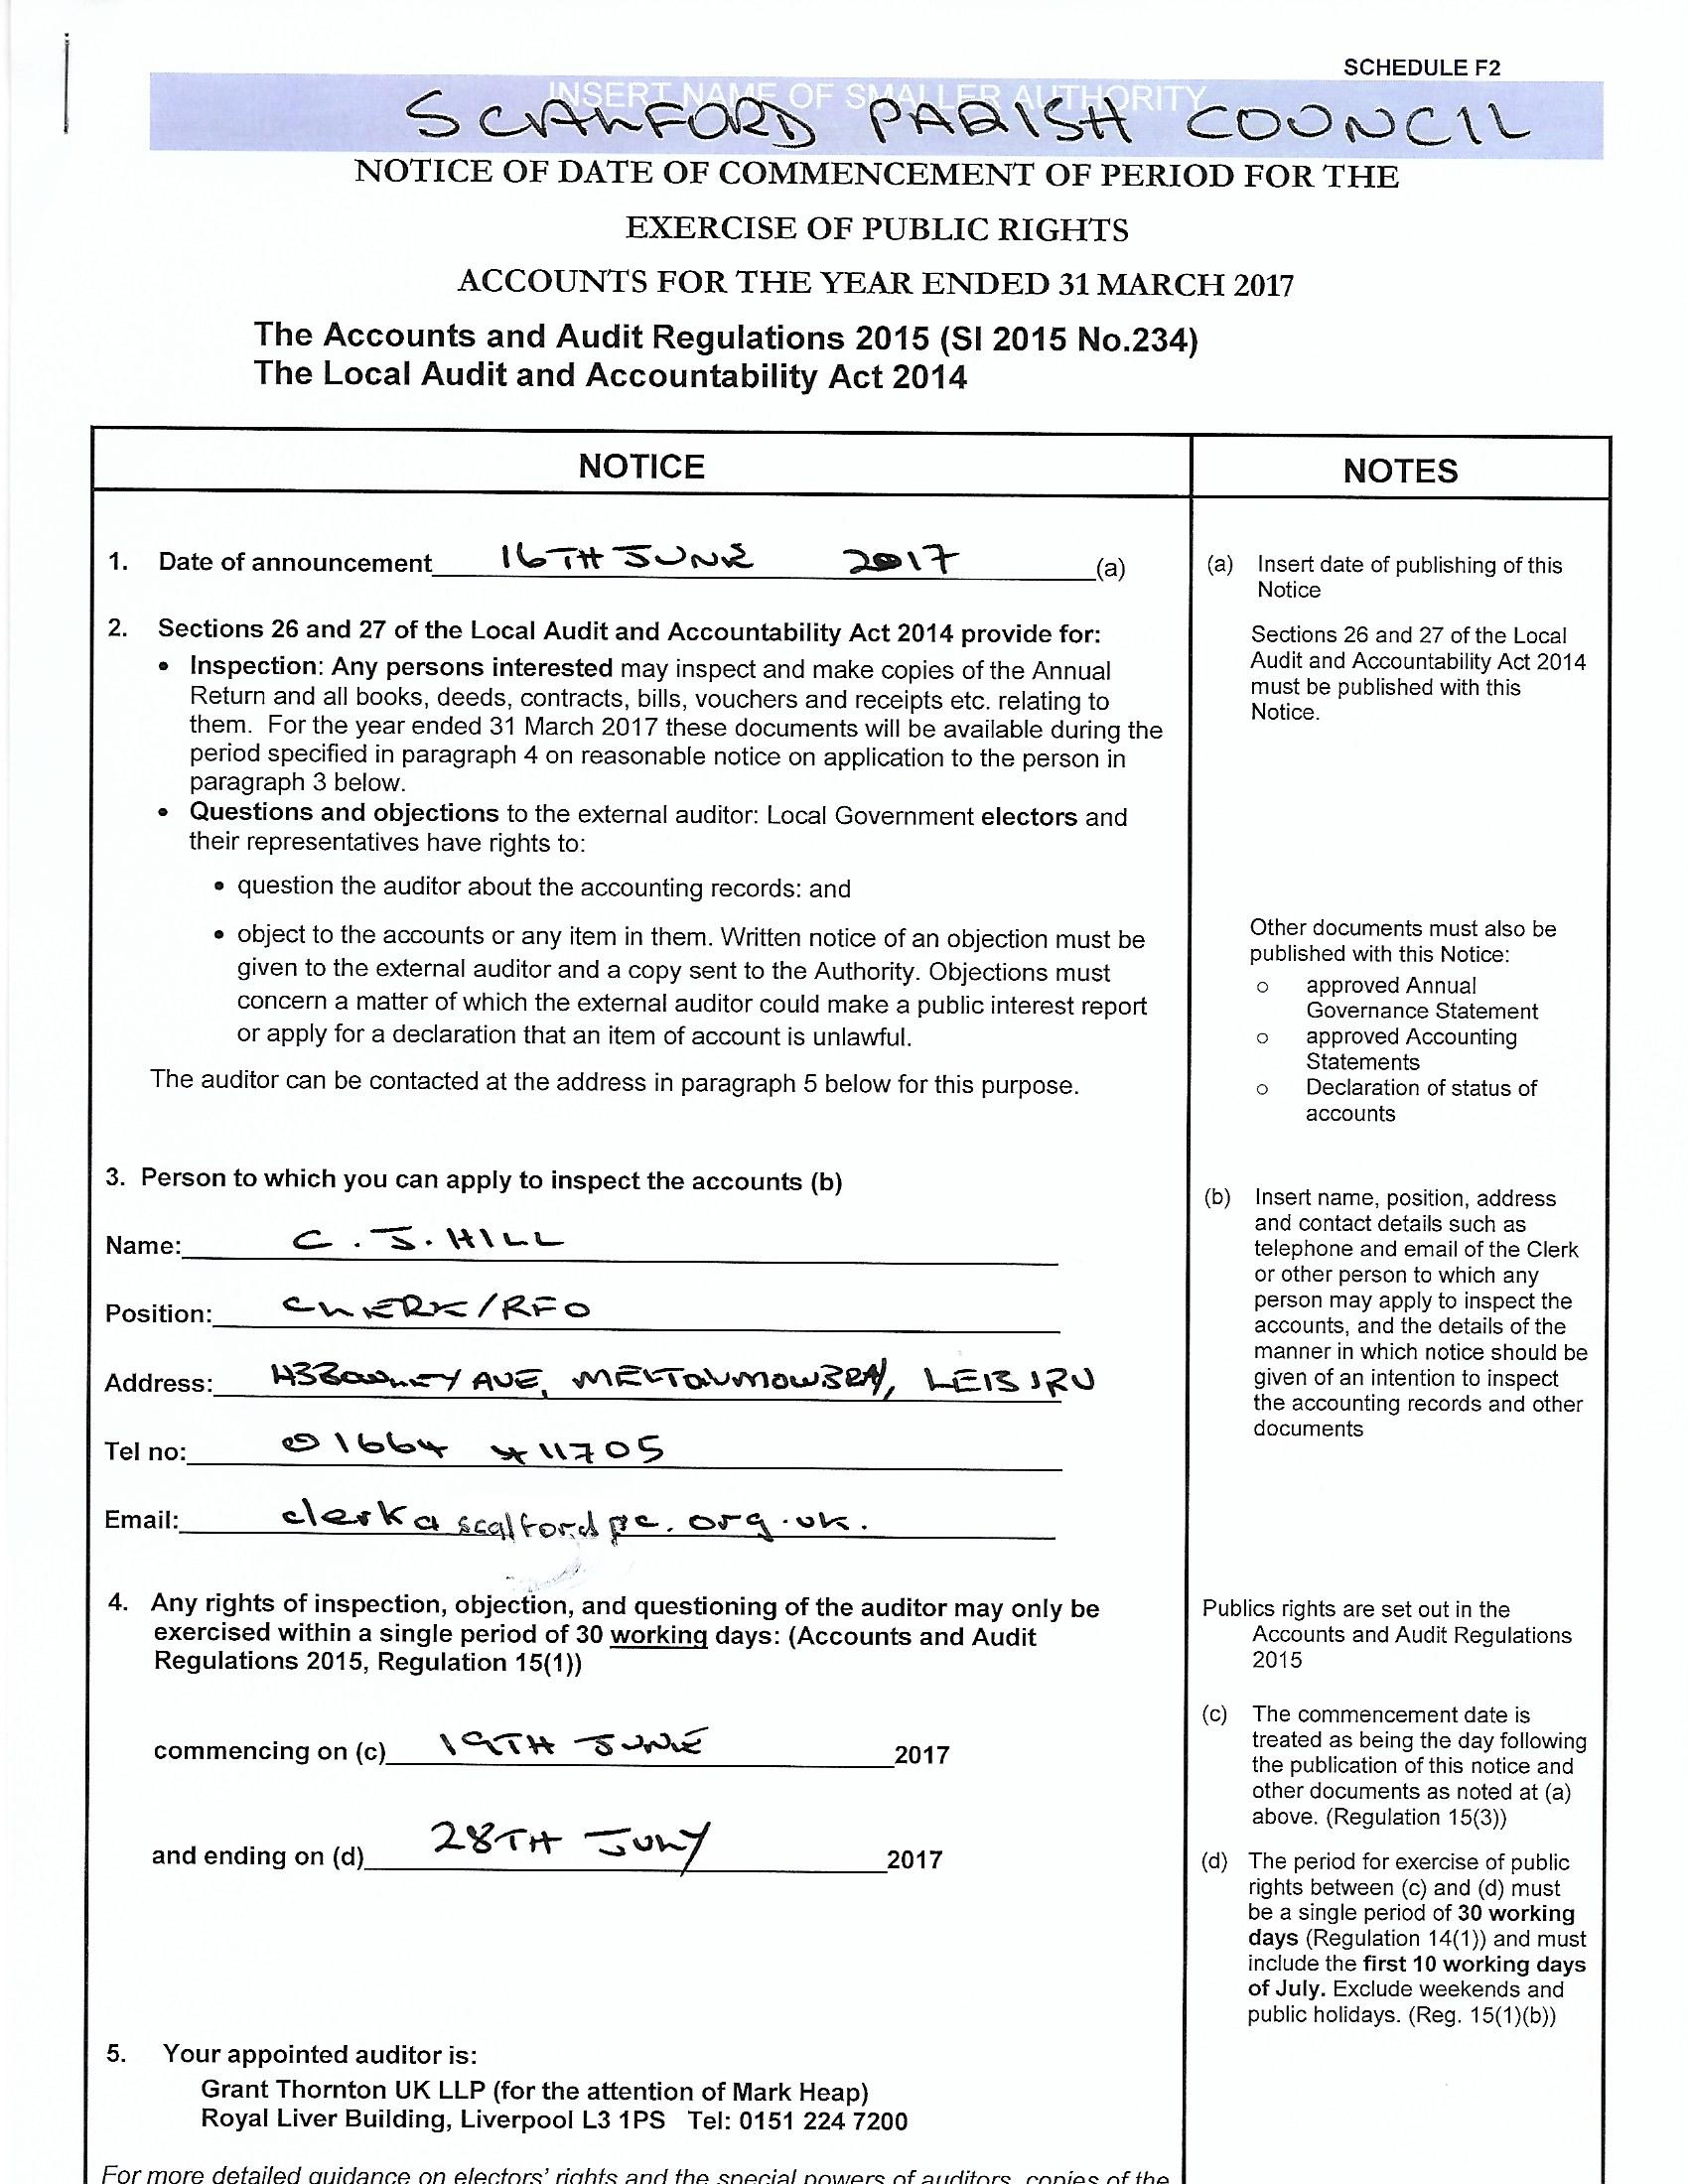 SCHEDULE F2
INSERT NAME OF SMALLER AUTHORITY
SCALFORD PARISH COUNCIL
NOTICE OF DATE OF COMMENCEMENT OF PERIOD FOR THE
EXERCISE OF PUBLIC RIGHTS
ACCOUNTS FOR THE YEAR ENDED 31 MARCH 2017
The Accounts and Audit Regulations 2015 (SI 2015 No.234)
The Local Audit and Accountability Act 2014
NOTICE
1. Date of announcement 16TH JUNE 2017 (a)
2. Sections 26 and 27 of the Local Audit and Accountability Act 2014 provide for:
• Inspection: Any persons interested may inspect and make copies of the Annual
Return and all books, deeds, contracts, bills, vouchers and receipts etc. relating to
them. For the year ended 31 March 2017 these documents will be available during the
period specified in paragraph 4 on reasonable notice on application to the person in
paragraph 3 below.
• Questions and objections to the external auditor: Local Government electors and
their representatives have rights to:
• question the auditor about the accounting records: and
• object to the accounts or any item in them. Written notice of an objection must be
given to the external auditor and a copy sent to the Authority. Objections must
concern a matter of which the external auditor could make a public interest report
or apply for a declaration that an item of account is unlawful.
The auditor can be contacted at the address in paragraph 5 below for this purpose.
3. Person to which you can apply to inspect the accounts (b)
Name: C. J. HILL
Position: CLERK/RFO
Address: AVE, MELTON MOWBRAY,
Tel no: 01664 411705
Email: clerk@scalfordpc.org.uk.
4. Any rights of inspection, objection, and questioning of the auditor may only be
exercised within a single period of 30 working days: (Accounts and Audit
Regulations 2015, Regulation 15(1))
commencing on (c) 19TH JUNE 2017
and ending on (d) 28TH JULY 2017
5. Your appointed auditor is:
Grant Thornton UK LLP (for the attention of Mark Heap)
Royal Liver Building, Liverpool L3 1PS Tel: 0151 224 7200
For more detailed guidance on electors' rights and the special powers of auditors, copies of the
NOTES
(a) Insert date of publishing of this
Notice
Sections 26 and 27 of the Local
Audit and Accountability Act 2014
must be published with this
Notice.
Other documents must also be
published with this Notice:
o approved Annual
Governance Statement
o approved Accounting
Statements
o Declaration of status of
accounts
(b) Insert name, position, address
and contact details such as
telephone and email of the Clerk
or other person to which any
person may apply to inspect the
accounts, and the details of the
manner in which notice should be
given of an intention to inspect
the accounting records and other
documents
Publics rights are set out in the
Accounts and Audit Regulations
2015
(c) The commencement date is
treated as being the day following
the publication of this notice and
other documents as noted at (a)
above. (Regulation 15(3))
(d) The period for exercise of public
rights between (c) and (d) must
be a single period of 30 working
days (Regulation 14(1)) and must
include the first 10 working days
of July. Exclude weekends and
public holidays. (Reg. 15(1)(b))